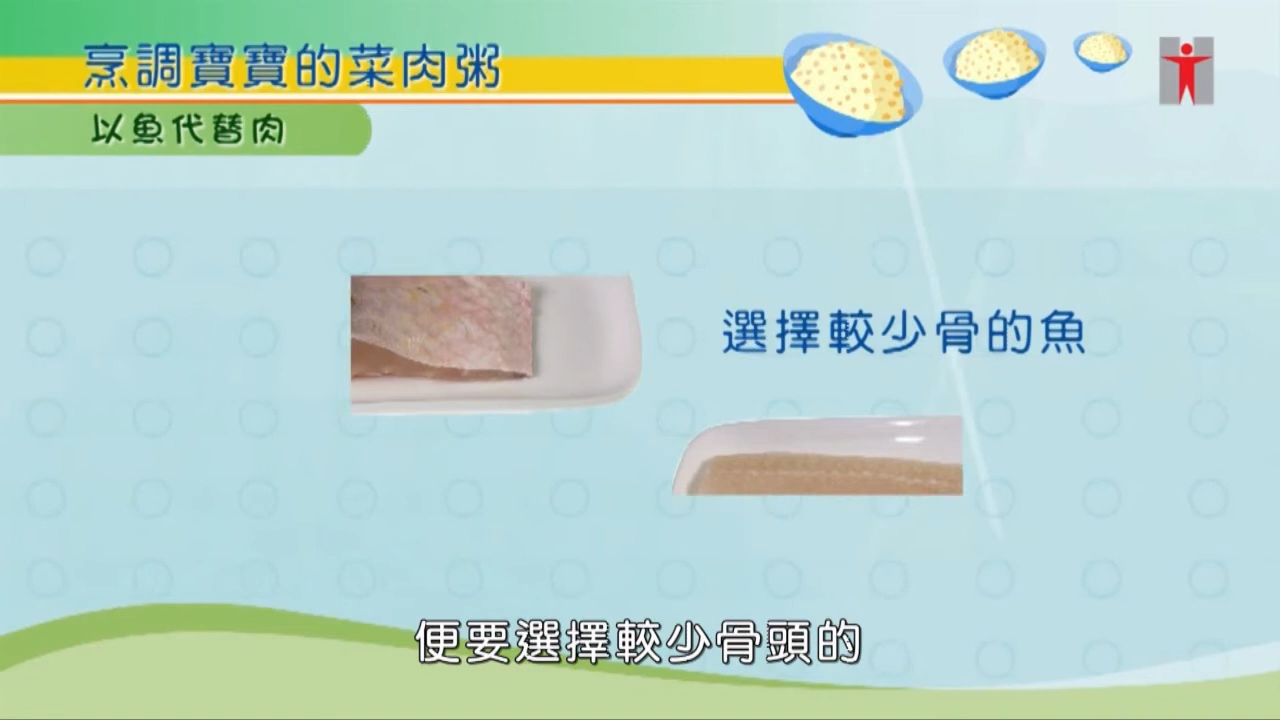 烹調寶寶的菜肉粥
以魚代替肉
選擇較少骨的魚
便要選擇較少骨頭的